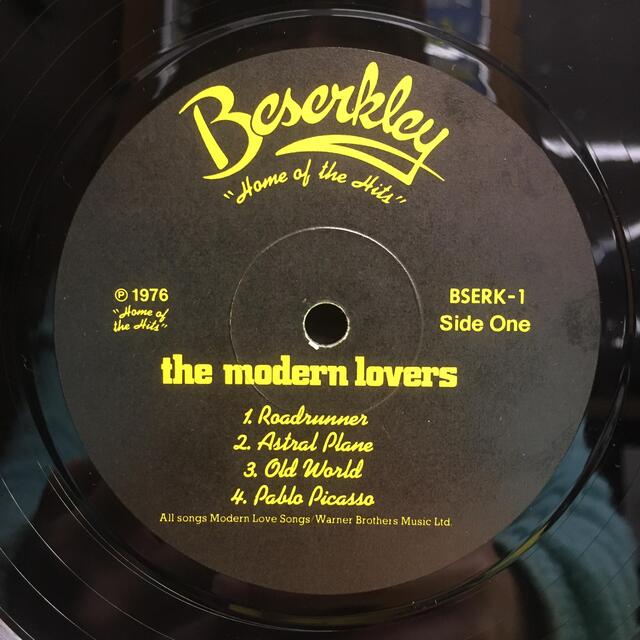 Beserkley
"Home of the Hits"
℗ 1976
"Home of
the Hits"
BSERK-1
Side One
the modern lovers
1. Roadrunner
2. Astral Plane
3. Old World
4. Pablo Picasso
All songs Modern Love Songs/Warner Brothers Music Ltd.